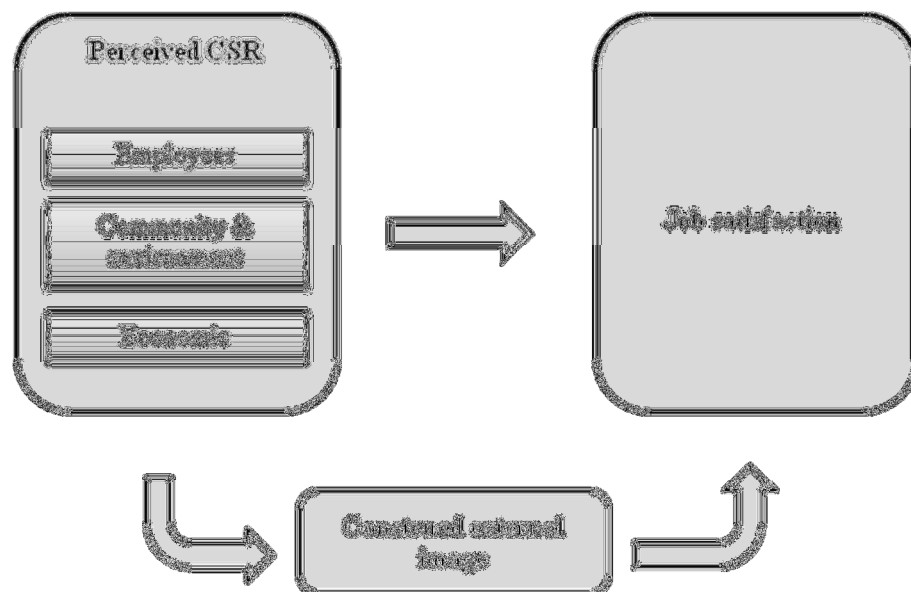 Perceived CSR
Employees
Community &
environment
Economic
Job satisfaction
Construed external
image